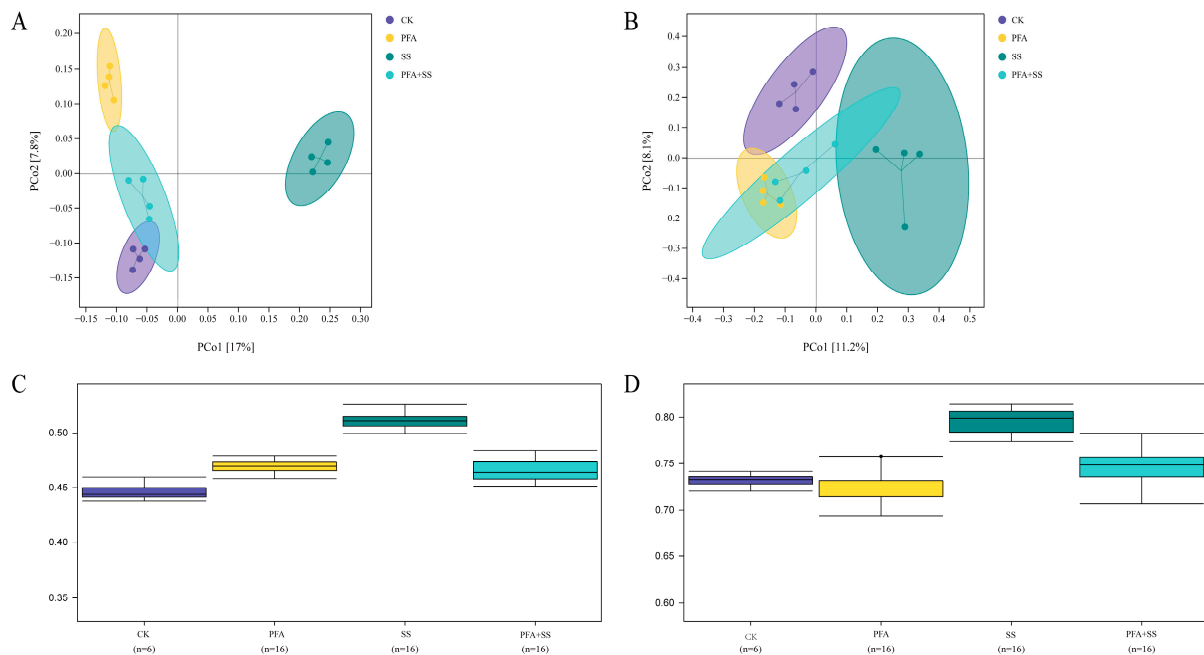 A
0.20
0.15
0.10
0.05
0.00
−0.05
−0.10
−0.15
PCo2 [7.8%]
−0.15 −0.10 −0.05 0.00 0.05 0.10 0.15 0.20 0.25 0.30
PCo1 [17%]
CK
PFA
SS
PFA+SS
B
0.4
0.3
0.2
0.1
0.0
−0.1
0.2
−0.3
−0.4
PCo2 [8.1%]
−0.4 −0.3 −0.2 −0.1 0.0 0.1 0.2 0.3 0.4 0.5
PCo1 [11.2%]
CK
PFA
SS
PFA+SS
C
0.50
0.46
0.40
0.35
CK PFA SS PFA+SS
(n=6) (n=16) (n=16) (n=16)
D
0.80
0.75
0.70
0.65
0.60
CK PFA SS PFA+SS
(n=6) (n=16) (n=16) (n=16)